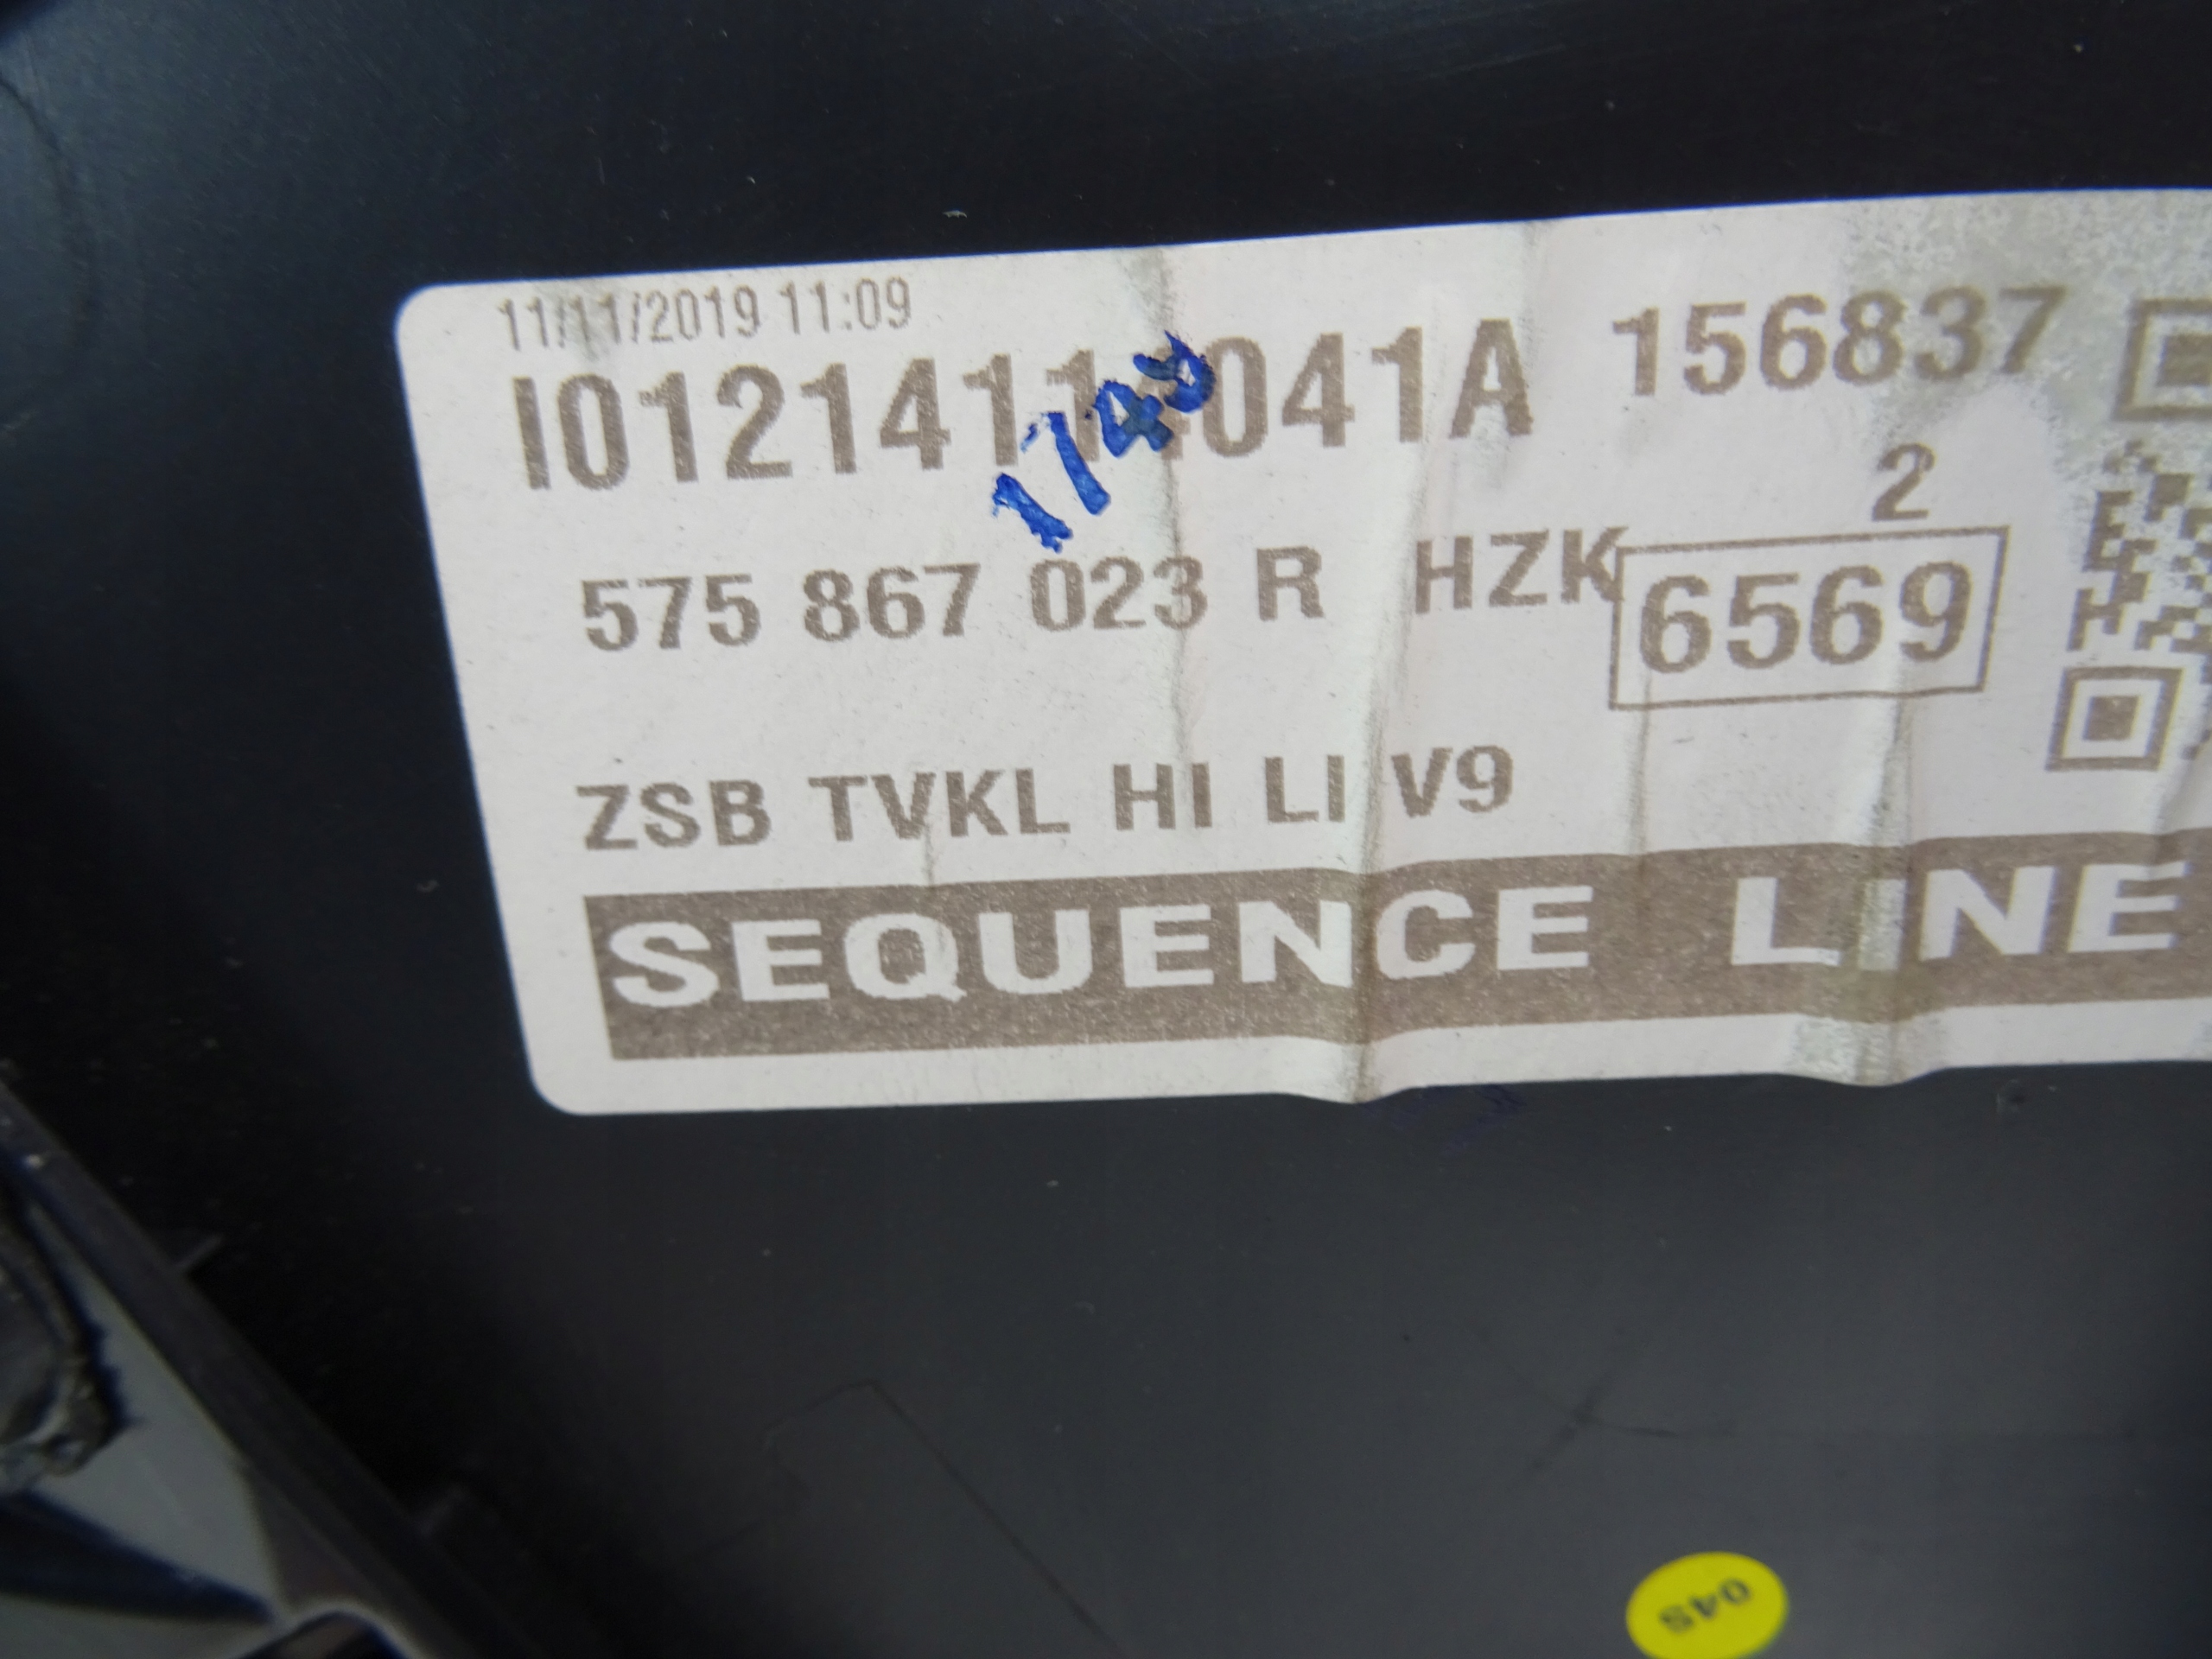 11/11/2019 11:09
156837
2
575 867 023 R HZK
6569
ZSB TVKL HI LI V9
SEQUENCE LINE
04S